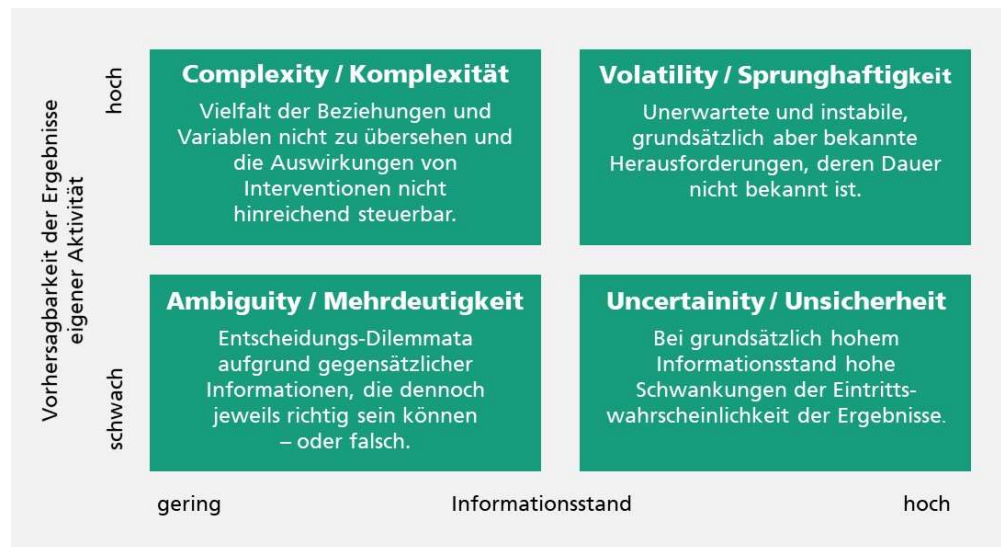 Vorhersagbarkeit der Ergebnisse
eigener Aktivität
hoch
schwach
Complexity / Komplexität
Vielfalt der Beziehungen und
Variablen nicht zu übersehen und
die Auswirkungen von
Interventionen nicht
hinreichend steuerbar.
Volatility / Sprunghaftigkeit
Unerwartete und instabile,
grundsätzlich aber bekannte
Herausforderungen, deren Dauer
nicht bekannt ist.
Ambiguity / Mehrdeutigkeit
Entscheidungs-Dilemmata
aufgrund gegensätzlicher
Informationen, die dennoch
jeweils richtig sein können
– oder falsch.
Uncertainity / Unsicherheit
Bei grundsätzlich hohem
Informationsstand hohe
Schwankungen der Eintritts-
wahrscheinlichkeit der Ergebnisse.
gering
Informationsstand
hoch